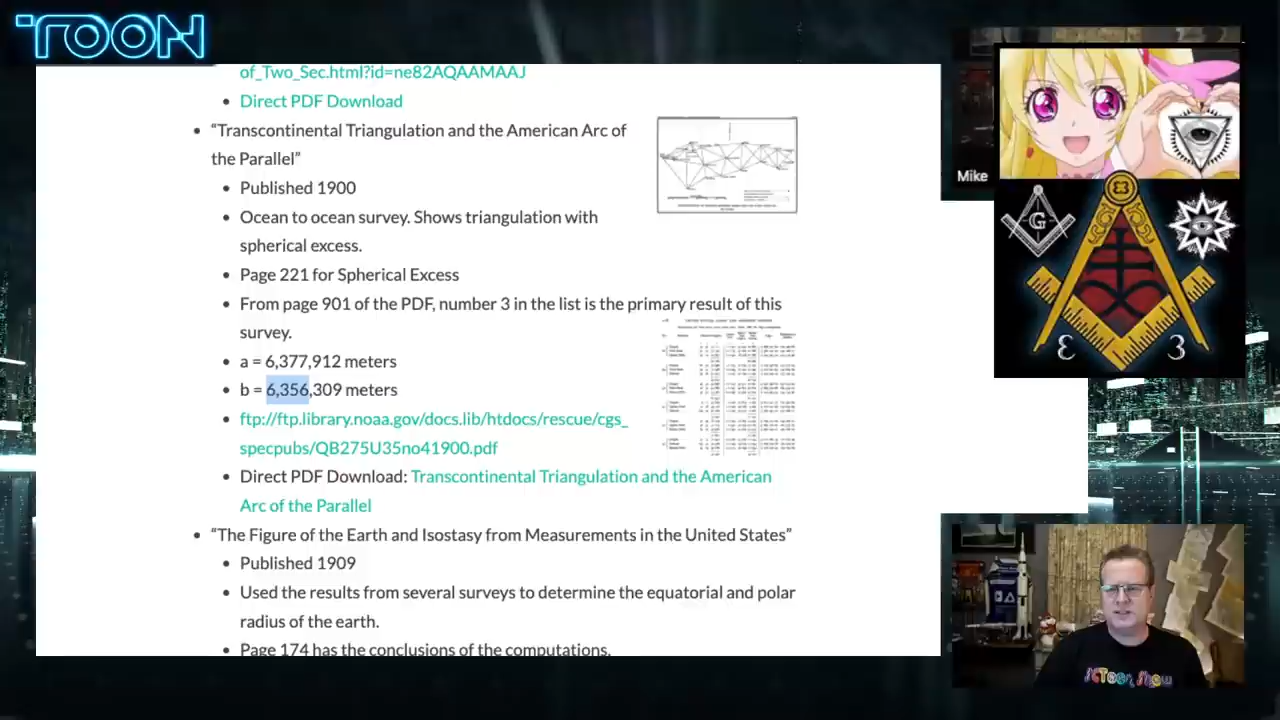 TOON
of_Two_Sec.html?id=ne82AQAAMAAJ
• Direct PDF Download
• “Transcontinental Triangulation and the American Arc of
the Parallel”
• Published 1900
• Ocean to ocean survey. Shows triangulation with
spherical excess.
• Page 221 for Spherical Excess
• From page 901 of the PDF, number 3 in the list is the primary result of this
survey.
• a = 6,377,912 meters
• b = 6,356,309 meters
• ftp://ftp.library.noaa.gov/docs.lib/htdocs/rescue/cgs_
specpubs/QB275U35no41900.pdf
• Direct PDF Download: Transcontinental Triangulation and the American
Arc of the Parallel
• “The Figure of the Earth and Isostasy from Measurements in the United States”
• Published 1909
• Used the results from several surveys to determine the equatorial and polar
radius of the earth.
• Page 174 has the conclusions of the computations.
Mike
G